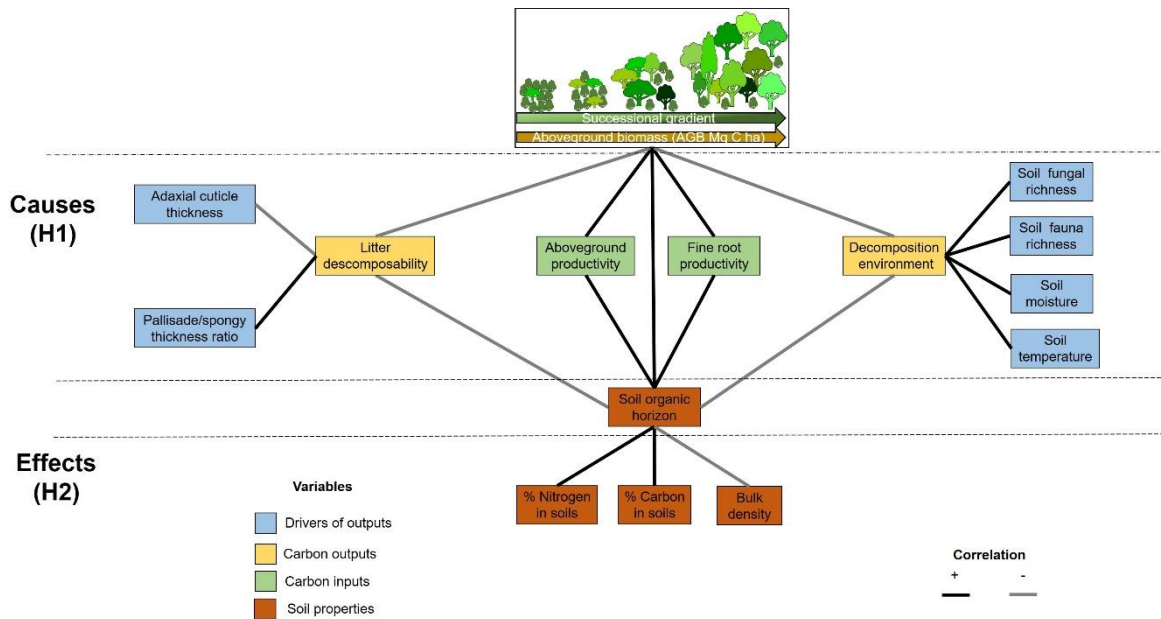 Successional gradient
Aboveground biomass (AGB Mg C ha)
Causes
(H1)
Adaxial cuticle
thickness
Pallisade/spongy
thickness ratio
Litter
descomposability
Aboveground
productivity
Fine root
productivity
Decomposition
environment
Soil fungal
richness
Soil fauna
richness
Soil
moisture
Soil
temperature
Soil organic
horizon
Effects
(H2)
% Nitrogen
in soils
% Carbon
in soils
Bulk
density
Variables
Drivers of outputs
Carbon outputs
Carbon inputs
Soil properties
Correlation
+ -